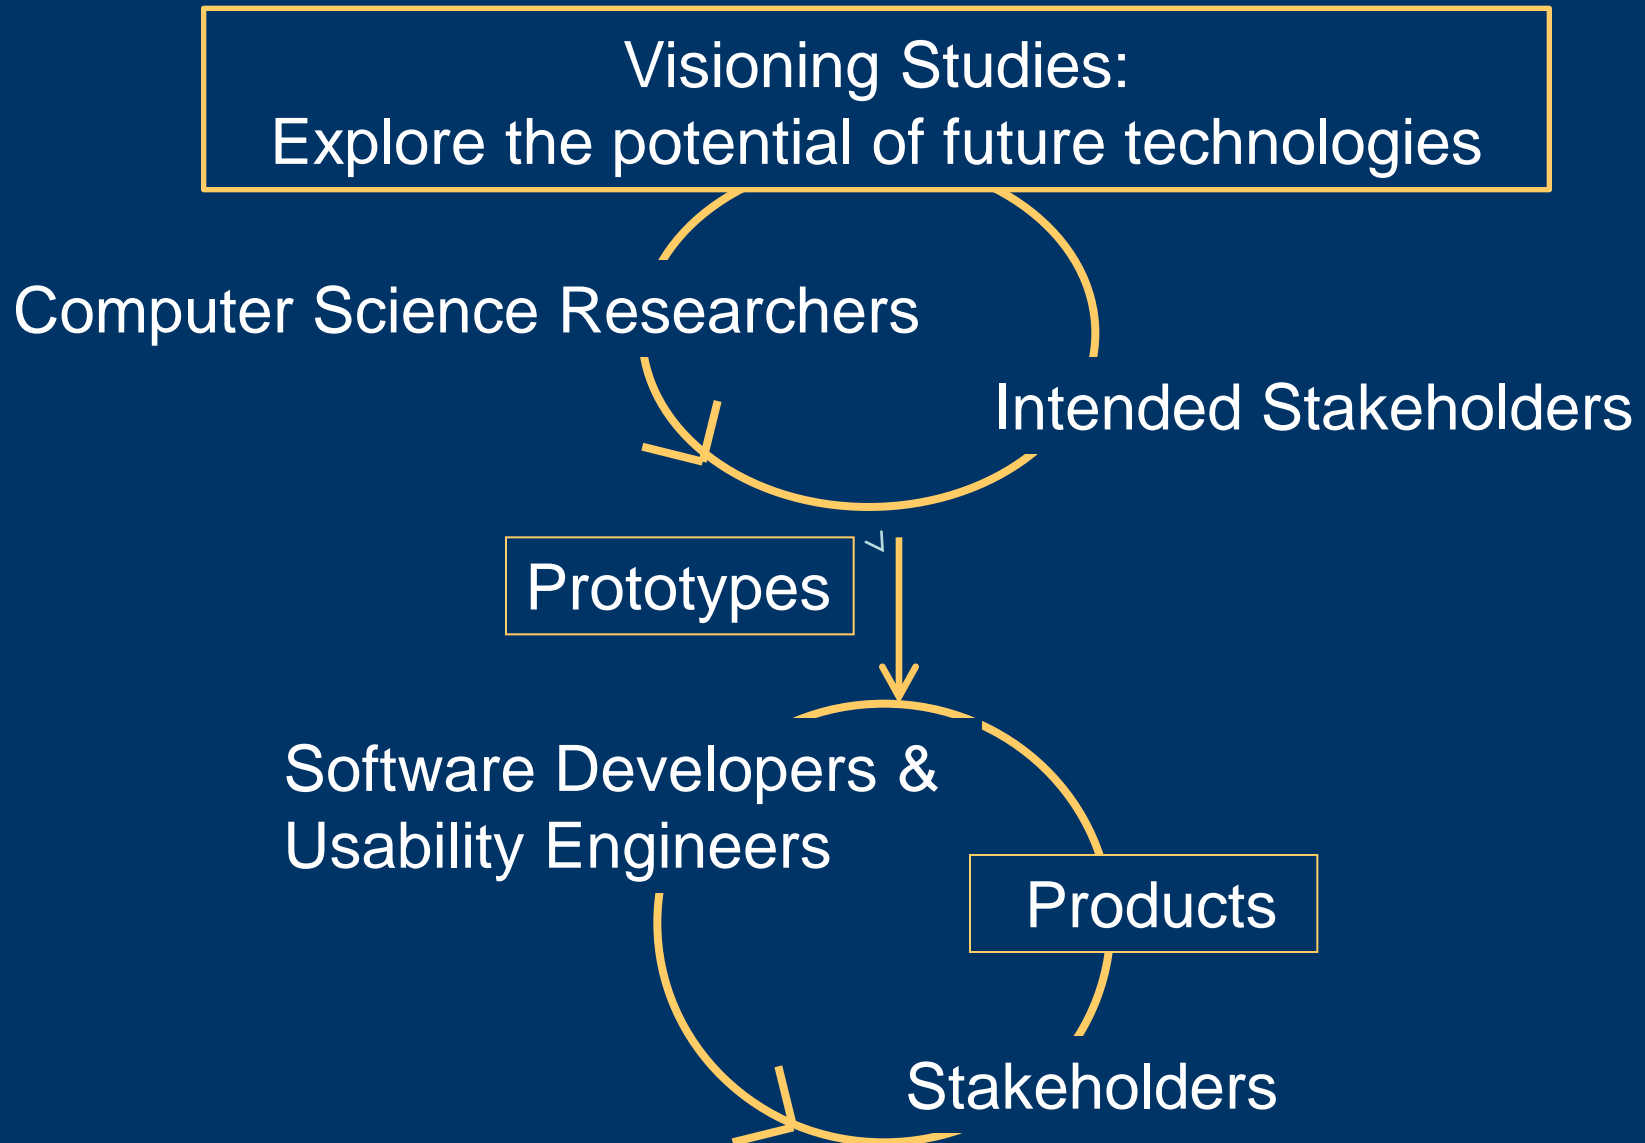 Visioning Studies:
Explore the potential of future technologies
Computer Science Researchers
Intended Stakeholders
Prototypes
Software Developers &
Usability Engineers
Products
Stakeholders